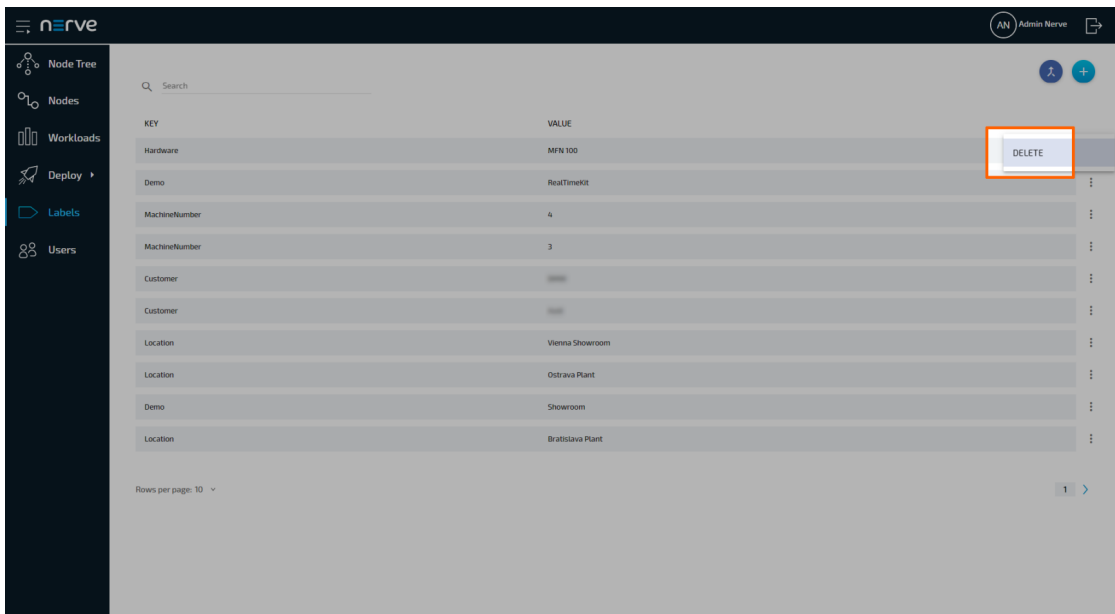 nerve
AN Admin Nerve
Node Tree
Nodes
Workloads
Deploy
Labels
Users
Search
KEY VALUE
Hardware MFN 100
DELETE
Demo RealTimeKit
MachineNumber 4
MachineNumber 3
Customer
Customer
Location Vienna Showroom
Location Ostrava Plant
Demo Showroom
Location Bratislava Plant
Rows per page: 10
1